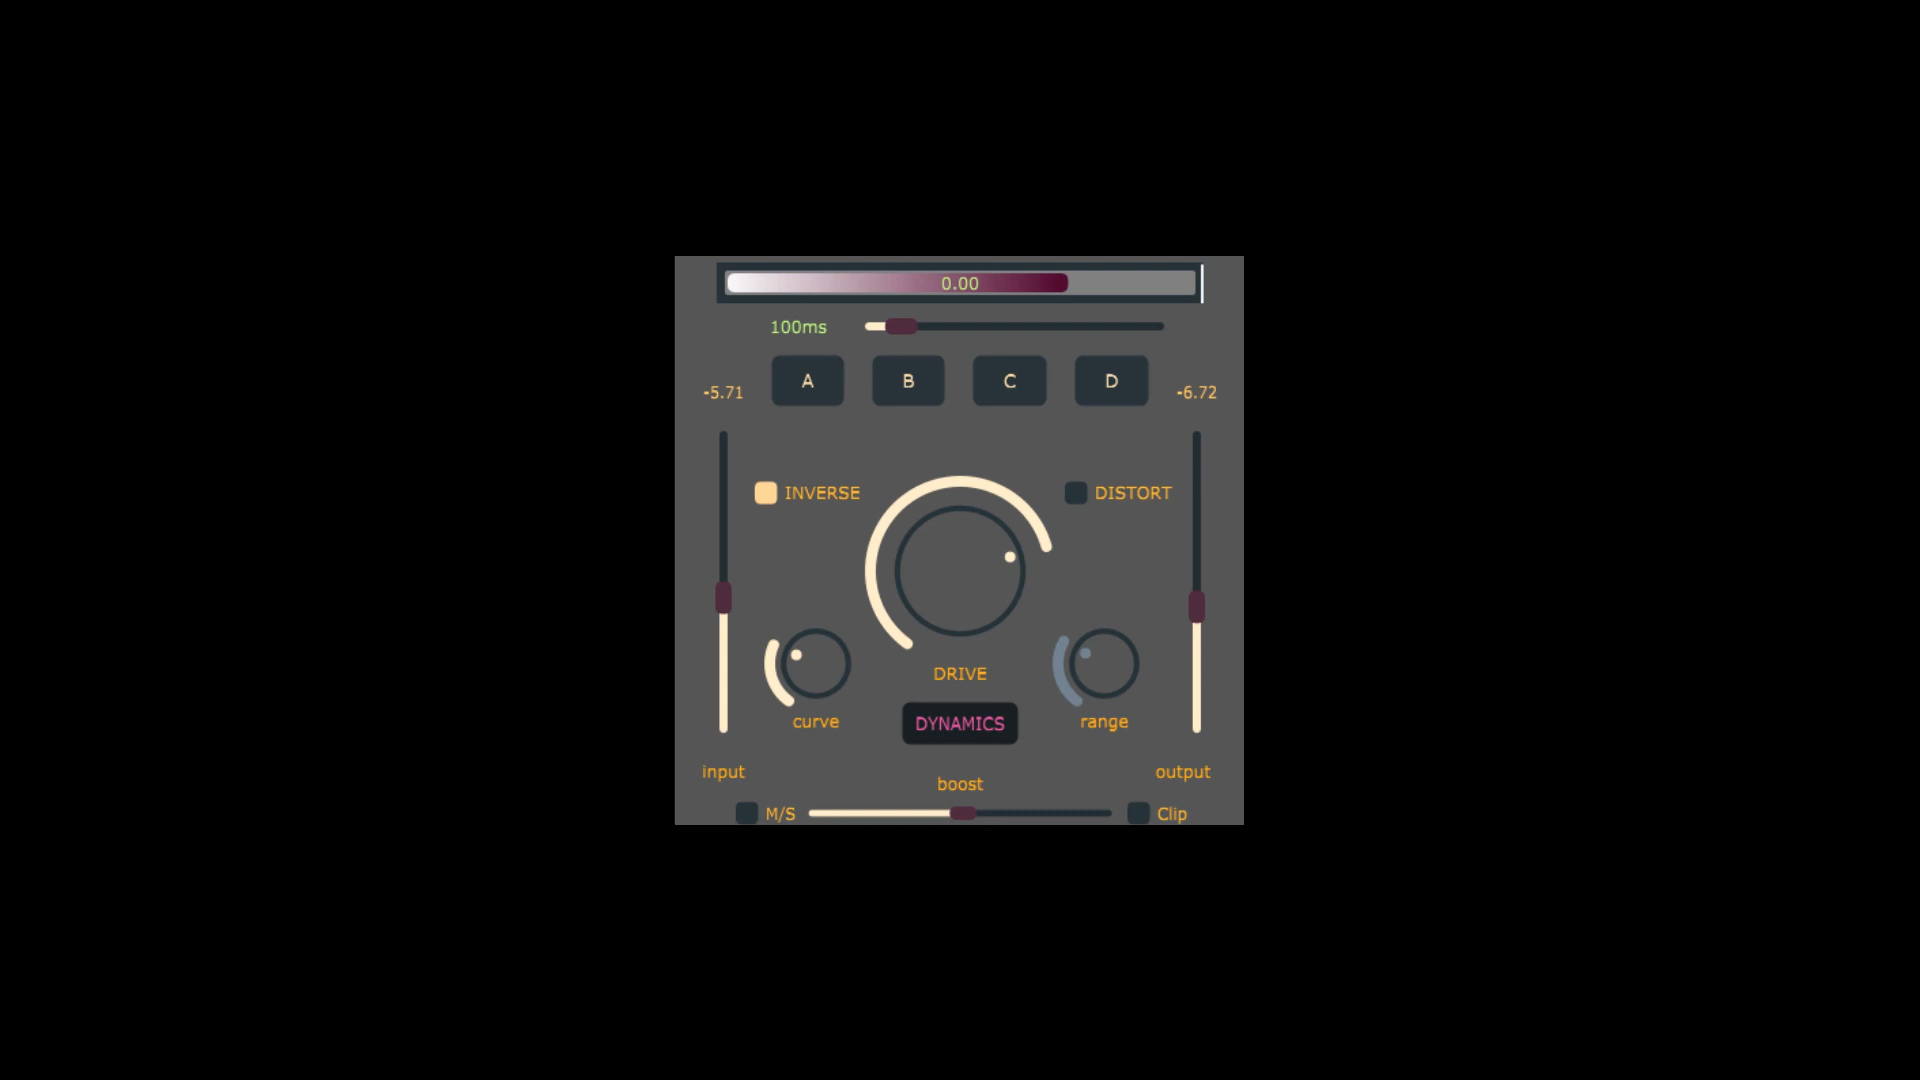 0.00
100ms
A B C D
-5.71 -6.72
INVERSE DISTORT
DRIVE
curve DYNAMICS range
input boost output
M/S Clip